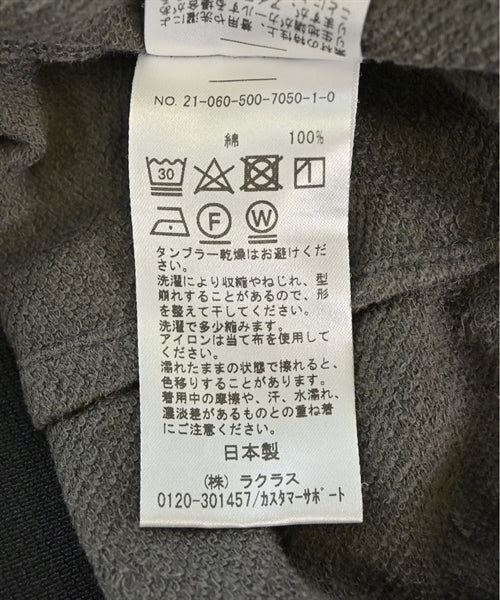 NO. 21-060-500-7050-1-0
綿 100%
30
F W
タンブラー乾燥はお避けくだ
さい。
洗濯により収縮やねじれ、型
崩れすることがあるので、形
を整えて干してください。
洗濯で多少縮みます。
アイロンは当て布を使用して
ください。
濡れたままの状態で擦れると、
色移りすることがあります。
着用中の摩擦や、汗、水濡れ、
濃淡差があるものとの重ね着
にご注意ください。
日本製
(株) ラクラス
0120-301457/カスタマーサポート